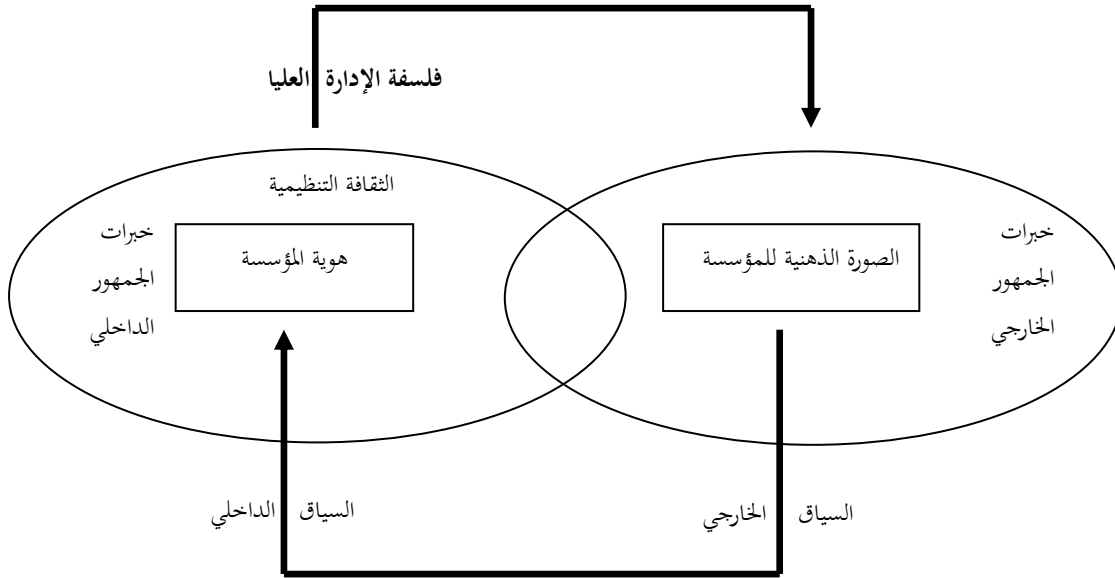 فلسفة الإدارة العليا
الثقافة التنظيمية
خبرات
الجمهور
الخارجي
الصورة الذهنية للمؤسسة
هوية المؤسسة
خبرات
الجمهور
الداخلي
السياق الخارجي
السياق الداخلي